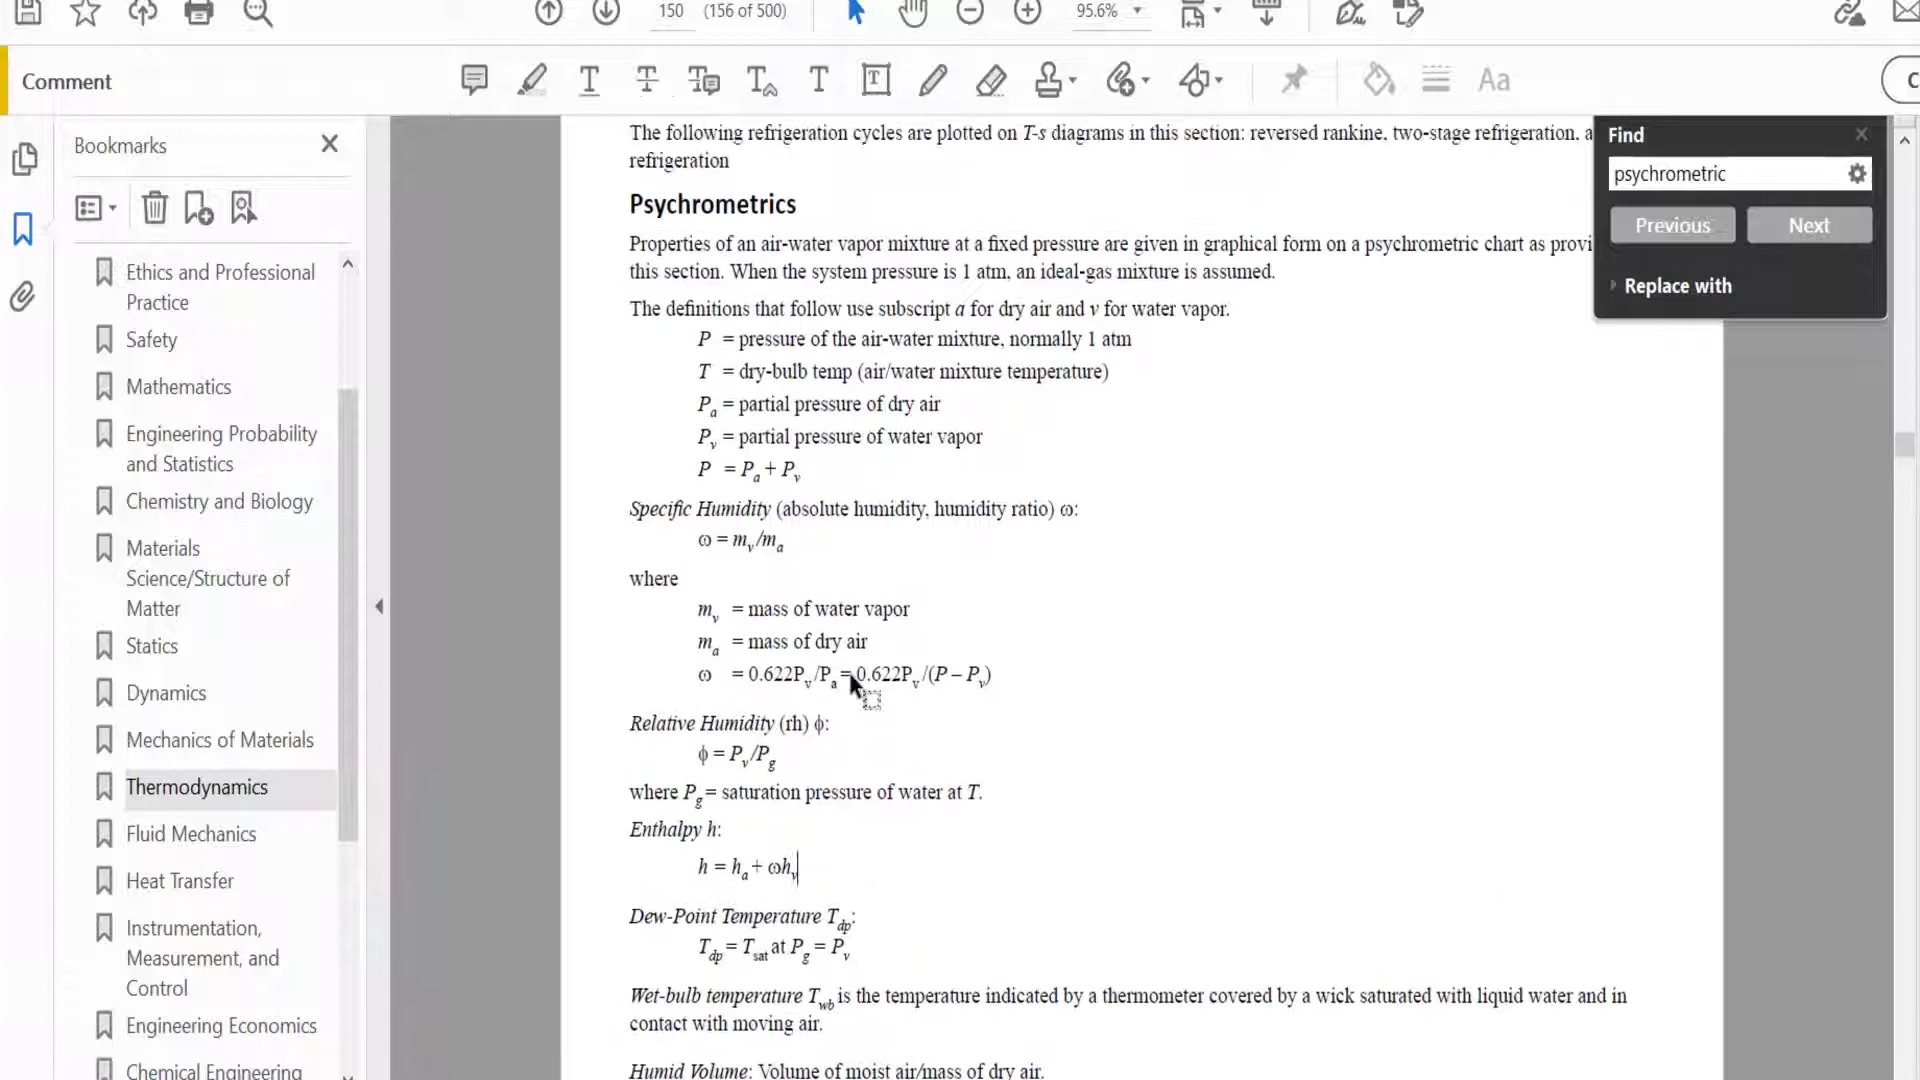 150 (156 of 500)
95.6%
Comment
T
T
T
T
T
T
Aa
C
Bookmarks
Ethics and Professional
Practice
Safety
Mathematics
Engineering Probability
and Statistics
Chemistry and Biology
Materials
Science/Structure of
Matter
Statics
Dynamics
Mechanics of Materials
Thermodynamics
Fluid Mechanics
Heat Transfer
Instrumentation,
Measurement, and
Control
Engineering Economics
Chemical Engineering
The following refrigeration cycles are plotted on T-s diagrams in this section: reversed rankine, two-stage refrigeration, a
refrigeration
Psychrometrics
Properties of an air-water vapor mixture at a fixed pressure are given in graphical form on a psychrometric chart as provi
this section. When the system pressure is 1 atm, an ideal-gas mixture is assumed.
The definitions that follow use subscript a for dry air and v for water vapor.
P = pressure of the air-water mixture, normally 1 atm
T = dry-bulb temp (air/water mixture temperature)
Pa = partial pressure of dry air
Pv = partial pressure of water vapor
P = Pa + Pv
Specific Humidity (absolute humidity, humidity ratio) ω:
ω = mv/ma
where
mv = mass of water vapor
ma = mass of dry air
ω = 0.622Pv/Pa = 0.622Pv/(P – Pv)
Relative Humidity (rh) ϕ:
ϕ = Pv/Pg
where Pg = saturation pressure of water at T.
Enthalpy h:
h = ha + ωhv
Dew-Point Temperature Tdp:
Tdp = Tsat at Pg = Pv
Wet-bulb temperature Twb is the temperature indicated by a thermometer covered by a wick saturated with liquid water and in
contact with moving air.
Humid Volume: Volume of moist air/mass of dry air.
Find
psychrometric
Previous
Next
Replace with